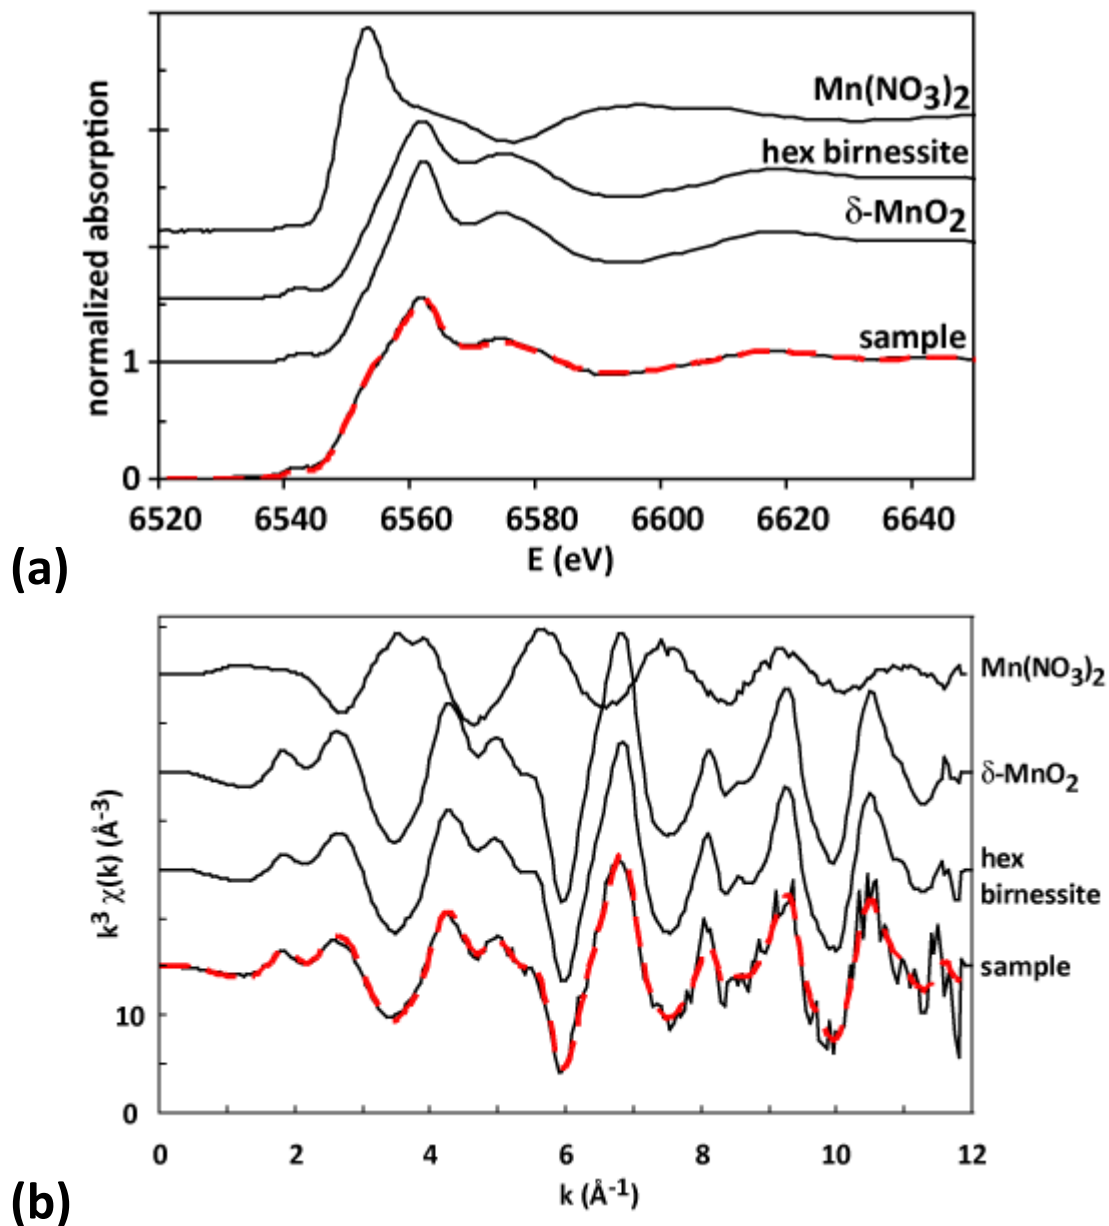 normalized absorption
Mn(NO3)2
hex birnessite
δ-MnO2
sample
1
0
6520 6540 6560 6580 6600 6620 6640
E (eV)
(a)
k3 χ(k) (Å-3)
Mn(NO3)2
δ-MnO2
hex
birnessite
sample
10
0
0 2 4 6 8 10 12
k (Å-1)
(b)